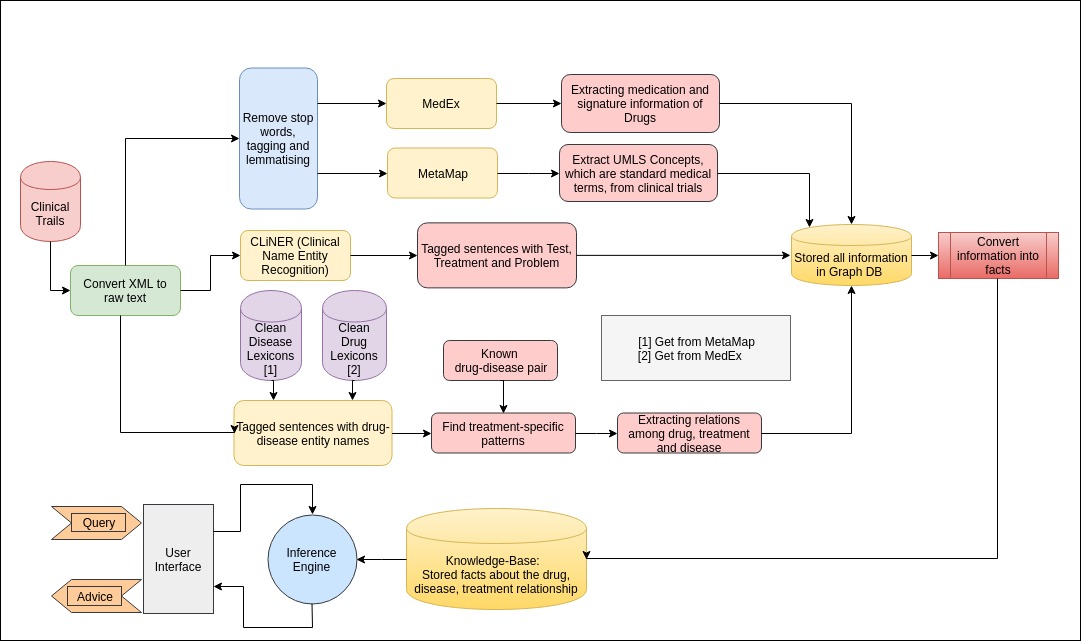 Clinical
Trails
Convert XML to
raw text
Remove stop
words,
tagging and
lemmatising
MedEx
Extracting medication and
signature information of
Drugs
MetaMap
Extract UMLS Concepts,
which are standard medical
terms, from clinical trials
CLiNER (Clinical
Name Entity
Recognition)
Tagged sentences with Test,
Treatment and Problem
Stored all information
in Graph DB
Convert
information into
facts
Clean
Disease
Lexicons
[1]
Clean
Drug
Lexicons
[2]
Known
drug-disease pair
[1] Get from MetaMap
[2] Get from MedEx
Tagged sentences with drug-
disease entity names
Find treatment-specific
patterns
Extracting relations
among drug, treatment
and disease
Query
Advice
User
Interface
Inference
Engine
Knowledge-Base:
Stored facts about the drug,
disease, treatment relationship